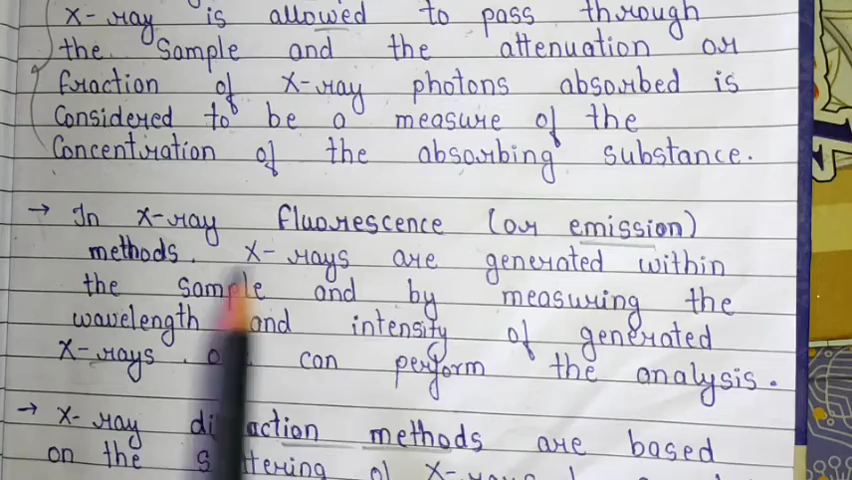 X-ray is allowed to pass through
the Sample and the attenuation or
fraction of X-ray photons absorbed is
Considered to be a measure of the
Concentration of the absorbing substance.
→ In X-ray fluorescence (or emission)
methods. X-rays are generated within
the sample and by measuring the
wavelength and intensity of generated
X-rays. can perform the analysis.
→ X-ray methods are based
on the of X-rays